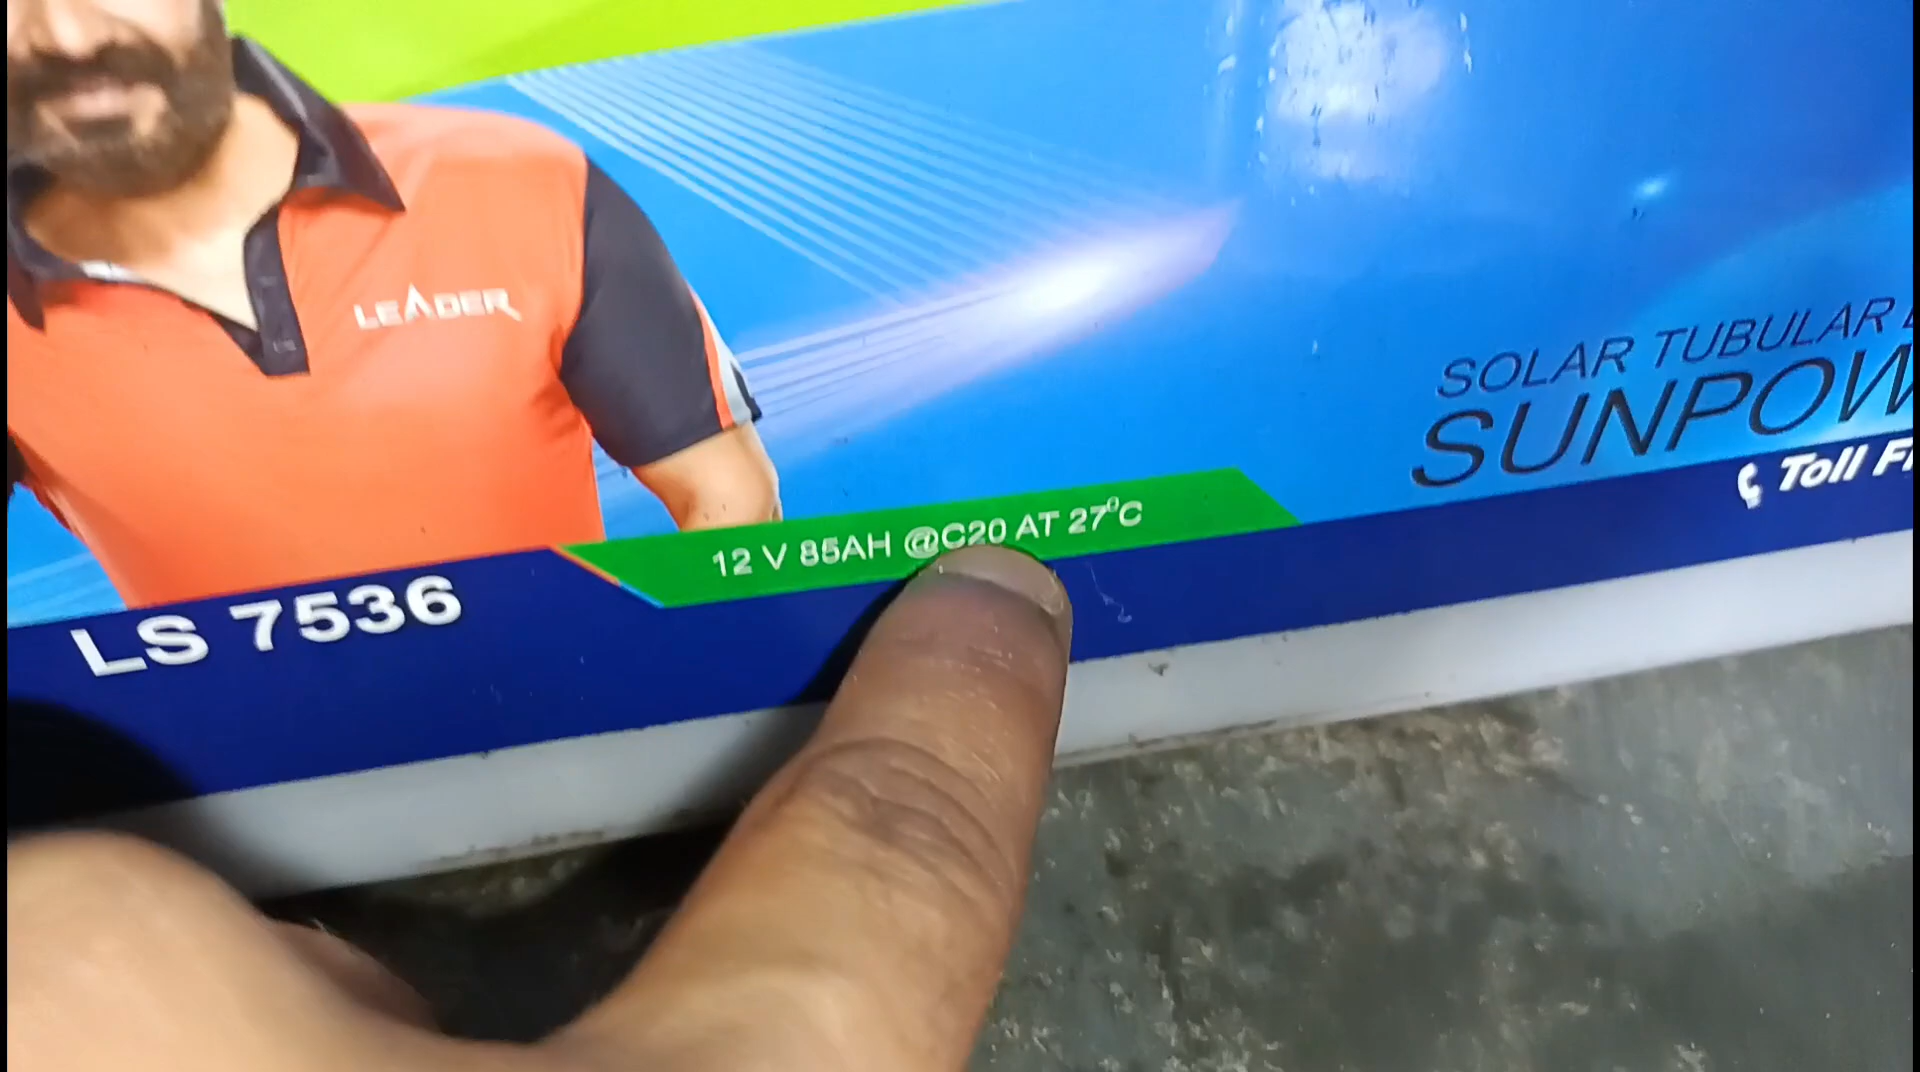 LEADER
SOLAR TUBULAR
SUNPOW
Toll
12 V 85AH @C20 AT 27°C
LS 7536